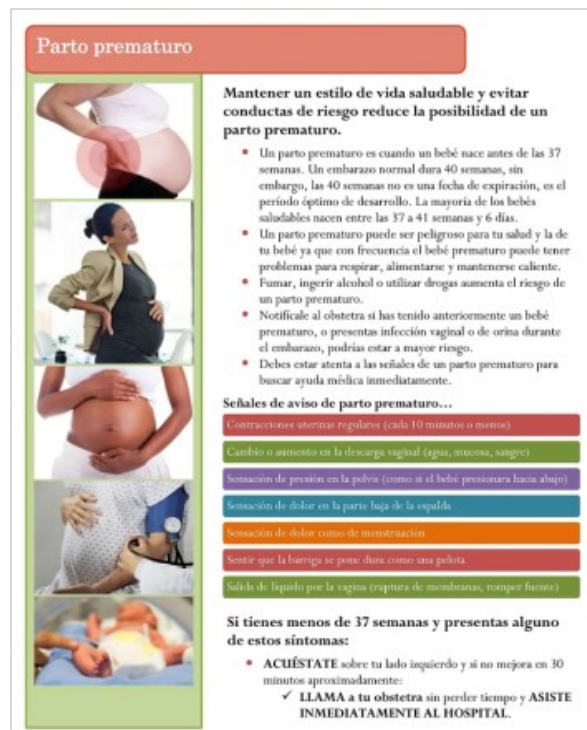 Parto prematuro
Mantener un estilo de vida saludable y evitar
conductas de riesgo reduce la posibilidad de un
parto prematuro.
• Un parto prematuro es cuando un bebé nace antes de las 37
semanas. Un embarazo normal dura 40 semanas, sin
embargo, las 40 semanas no es una fecha de expiración, es el
período óptimo de desarrollo. La mayoría de los bebés
saludables nacen entre las 37 a 41 semanas y 6 días.
• Un parto prematuro puede ser peligroso para tu salud y la de
tu bebé ya que con frecuencia el bebé prematuro puede tener
problemas para respirar, alimentarse y mantenerse caliente.
• Fumar, ingerir alcohol o utilizar drogas aumenta el riesgo de
un parto prematuro.
• Notifícale al obstetra si has tenido anteriormente un bebé
prematuro, o presentas infección vaginal o de orina durante
el embarazo, podrías estar a mayor riesgo.
• Debes estar atenta a las señales de un parto prematuro para
buscar ayuda médica inmediatamente.
Señales de aviso de parto prematuro…
Contracciones uterinas regulares (cada 10 minutos o menos)
Cambio o aumento en la descarga vaginal (agua, mucosa, sangre)
Sensación de presión en la pelvis (como si el bebé presionara hacia abajo)
Sensación de dolor en la parte baja de la espalda
Sensación de dolor como de menstruación
Sentir que la barriga se pone dura como una pelota
Salida de líquido por la vagina (ruptura de membranas, romper fuente)
Si tienes menos de 37 semanas y presentas alguno
de estos síntomas:
• ACUÉSTATE sobre tu lado izquierdo y si no mejora en 30
minutos aproximadamente:
✓ LLAMA a tu obstetra sin perder tiempo y ASISTE
INMEDIATAMENTE AL HOSPITAL.